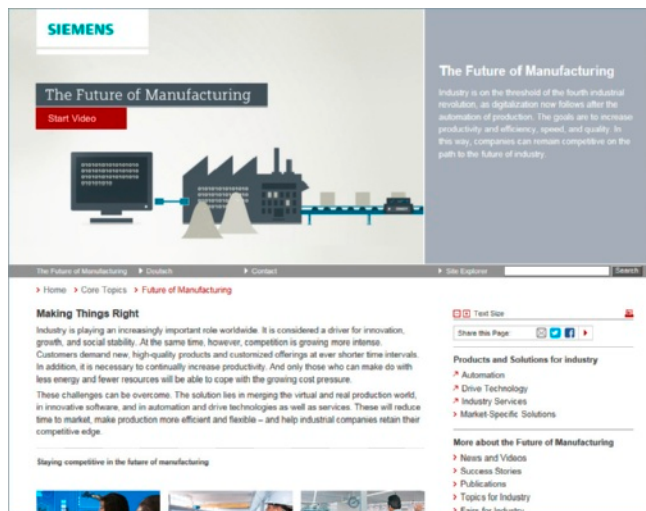 SIEMENS
The Future of Manufacturing
Start Video
The Future of Manufacturing
Industry is on the threshold of the fourth industrial
revolution, as digitalization now follows after the
automation of production. The goals are to increase
productivity and efficiency, speed, and quality. In
this way, companies can remain competitive on the
path to the future of industry.
The Future of Manufacturing Deutsch Contact Site Explorer Search
Home Core Topics Future of Manufacturing
Making Things Right
Industry is playing an increasingly important role worldwide. It is considered a driver for innovation,
growth, and social stability. At the same time, however, competition is growing more intense.
Customers demand new, high-quality products and customized offerings at ever shorter time intervals.
In addition, it is necessary to continually increase productivity. And only those who can make do with
less energy and fewer resources will be able to cope with the growing cost pressure.
These challenges can be overcome. The solution lies in merging the virtual and real production world,
in innovative software, and in automation and drive technologies as well as services. These will reduce
time to market, make production more efficient and flexible – and help industrial companies retain their
competitive edge.
Staying competitive in the future of manufacturing
Text Size
Share this Page:
Products and Solutions for industry
Automation
Drive Technology
Industry Services
Market-Specific Solutions
More about the Future of Manufacturing
News and Videos
Success Stories
Publications
Topics for Industry